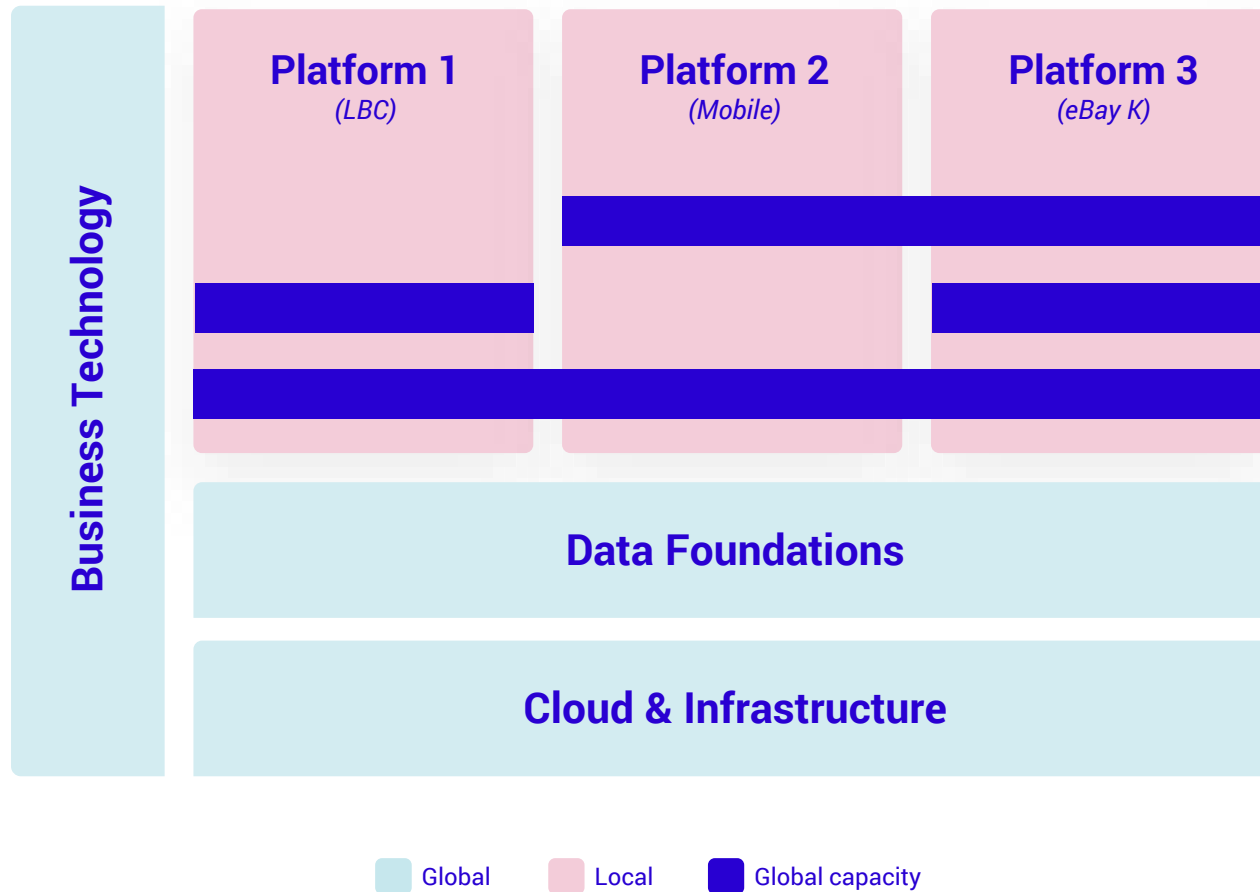 Business Technology
Platform 1
(LBC)
Platform 2
(Mobile)
Platform 3
(eBay K)
Data Foundations
Cloud & Infrastructure
Global
Local
Global capacity